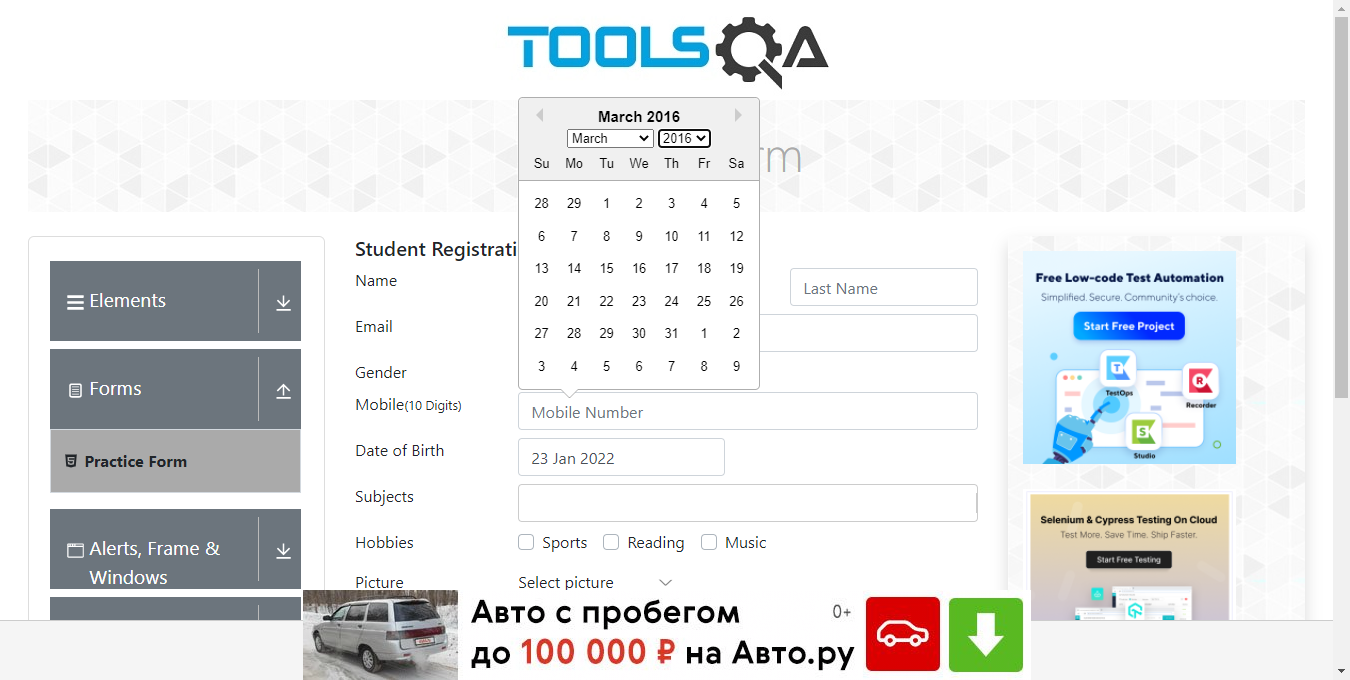 TOOLSQA
March 2016
March 2016
Su Mo Tu We Th Fr Sa
28 29 1 2 3 4 5
6 7 8 9 10 11 12
13 14 15 16 17 18 19
20 21 22 23 24 25 26
27 28 29 30 31 1 2
3 4 5 6 7 8 9
rm
Elements
Forms
Practice Form
Alerts, Frame &
Windows
Student Registrati
Name
Last Name
Email
Gender
Mobile(10 Digits)
Mobile Number
Date of Birth
23 Jan 2022
Subjects
Hobbies
Sports Reading Music
Picture
Select picture
Free Low-code Test Automation
Simplified. Secure. Community's choice.
Start Free Project
TestOps
Recorder
Studio
Selenium & Cypress Testing On Cloud
Test More. Save Time. Ship Faster.
Start Free Testing
Авто с пробегом
0+
до 100 000 ₽ на Авто.ру